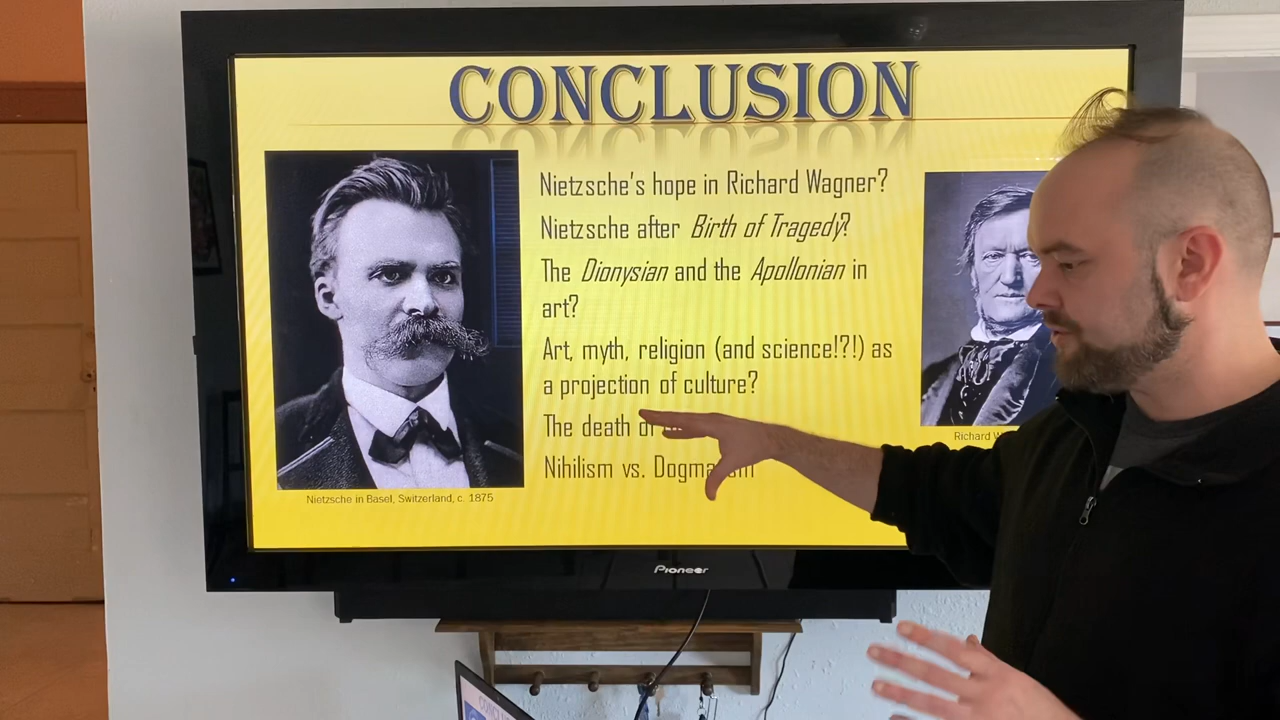 CONCLUSION
Nietzsche's hope in Richard Wagner?
Nietzsche after Birth of Tragedy?
The Dionysian and the Apollonian in
art?
Art, myth, religion (and science!?!) as
a projection of culture?
The death of
Nihilism vs.
Nietzsche in Basel, Switzerland, c. 1875
Richard
Pioneer